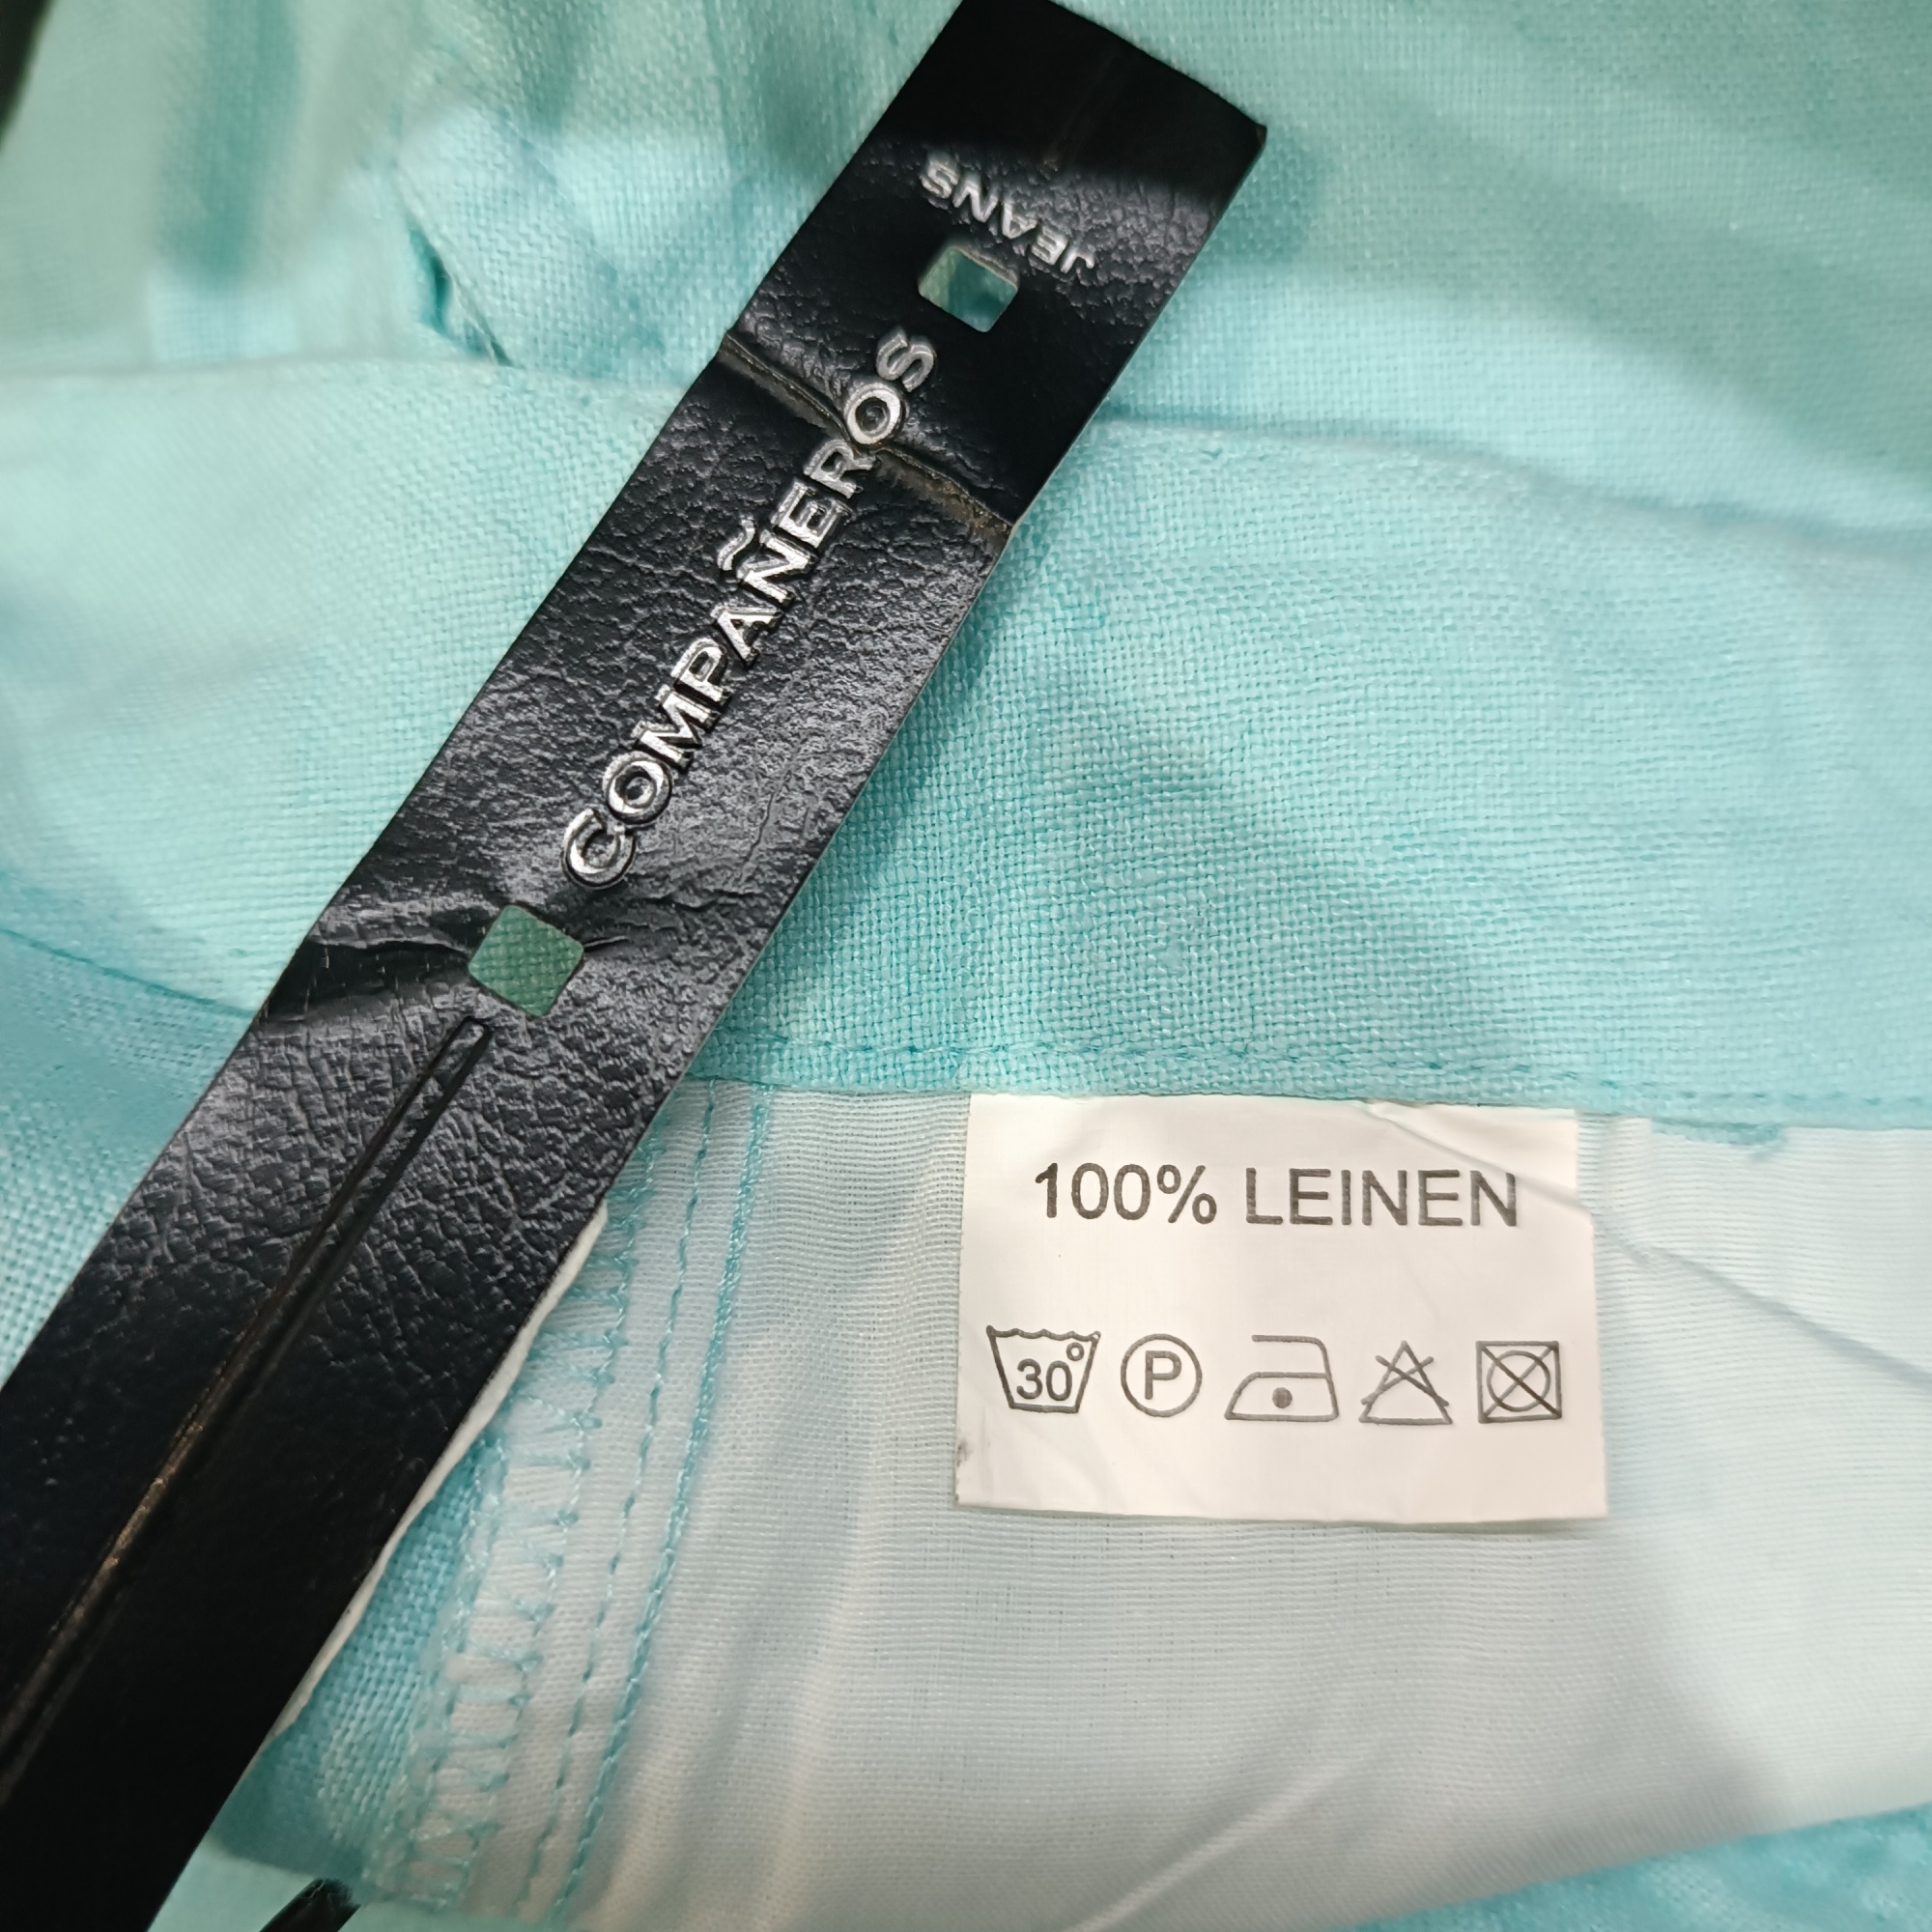 COMPAÑEROS
JEANS
100% LEINEN
30°
P